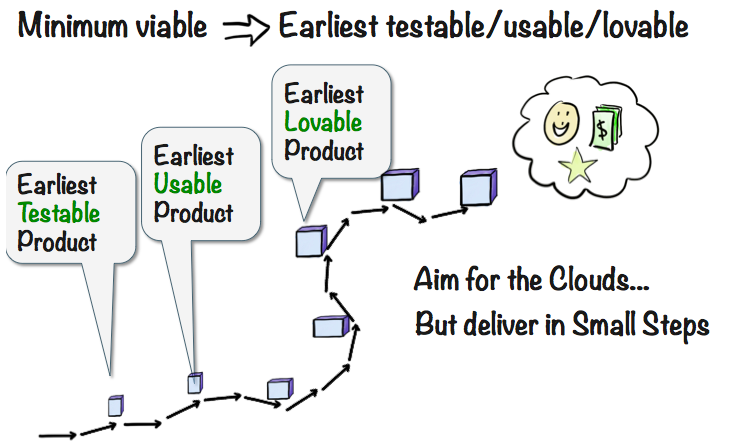 Minimum viable Earliest testable/usable/lovable
Earliest
Testable
Product
Earliest
Usable
Product
Earliest
Lovable
Product
$
Aim for the Clouds...
But deliver in Small Steps